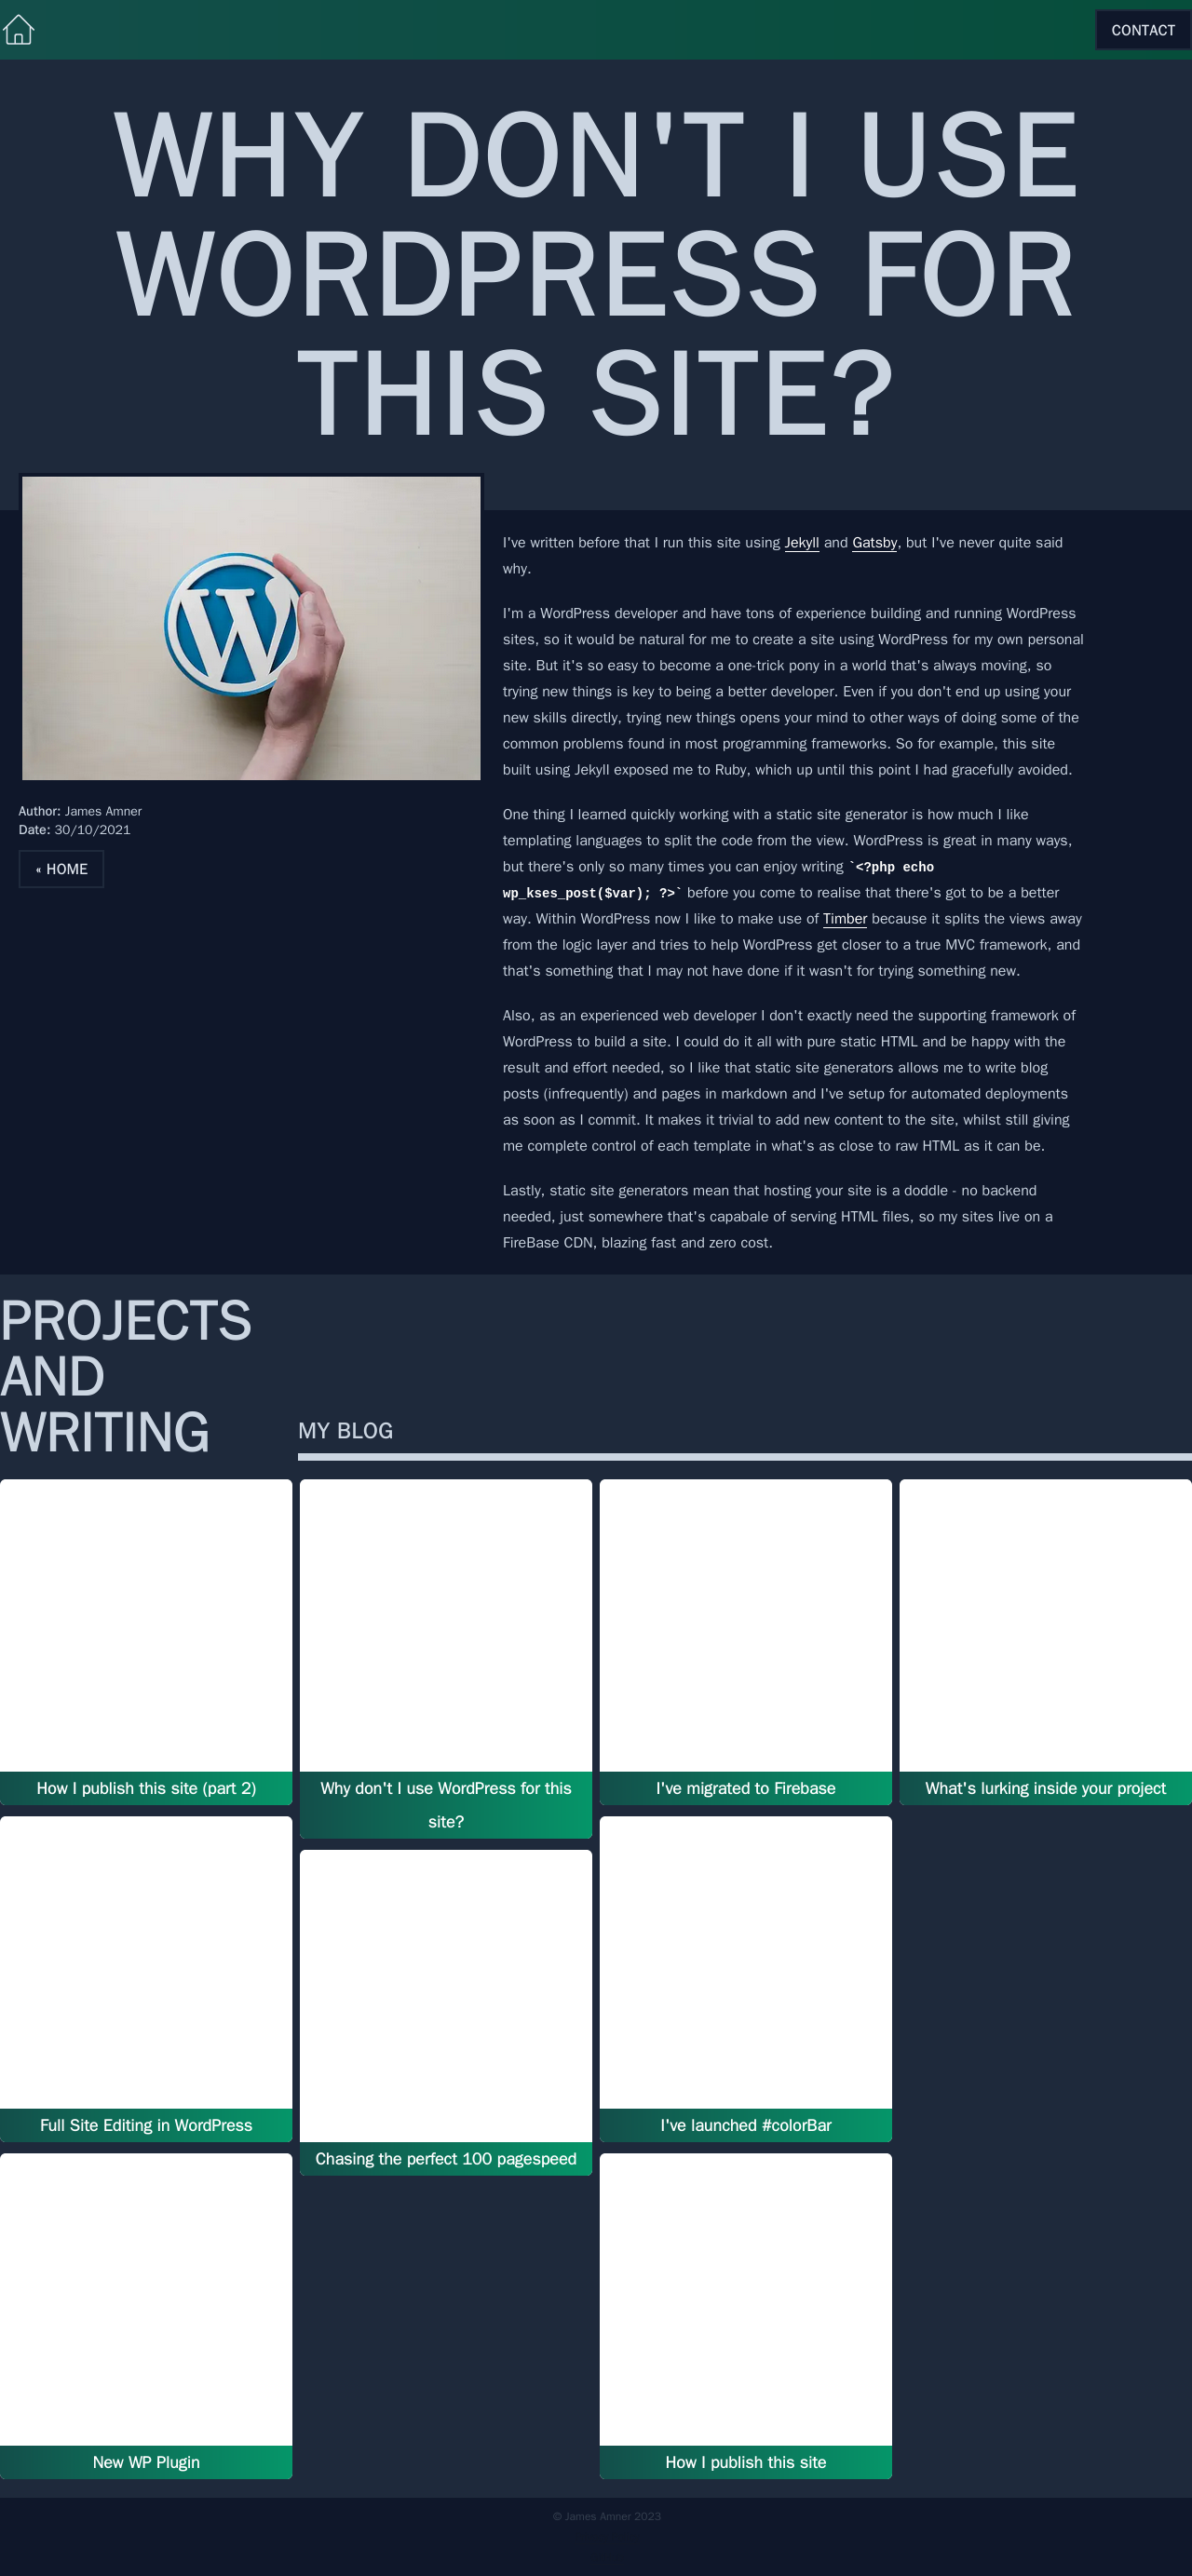 CONTACT
WHY DON'T I USE
WORDPRESS FOR
THIS SITE?
W
Author: James Amner
Date: 30/10/2021
« HOME
I've written before that I run this site using Jekyll and Gatsby, but I've never quite said
why.
I'm a WordPress developer and have tons of experience building and running WordPress
sites, so it would be natural for me to create a site using WordPress for my own personal
site. But it's so easy to become a one-trick pony in a world that's always moving, so
trying new things is key to being a better developer. Even if you don't end up using your
new skills directly, trying new things opens your mind to other ways of doing some of the
common problems found in most programming frameworks. So for example, this site
built using Jekyll exposed me to Ruby, which up until this point I had gracefully avoided.
One thing I learned quickly working with a static site generator is how much I like
templating languages to split the code from the view. WordPress is great in many ways,
but there's only so many times you can enjoy writing `<?php echo
wp_kses_post($var); ?>` before you come to realise that there's got to be a better
way. Within WordPress now I like to make use of Timber because it splits the views away
from the logic layer and tries to help WordPress get closer to a true MVC framework, and
that's something that I may not have done if it wasn't for trying something new.
Also, as an experienced web developer I don't exactly need the supporting framework of
WordPress to build a site. I could do it all with pure static HTML and be happy with the
result and effort needed, so I like that static site generators allows me to write blog
posts (infrequently) and pages in markdown and I've setup for automated deployments
as soon as I commit. It makes it trivial to add new content to the site, whilst still giving
me complete control of each template in what's as close to raw HTML as it can be.
Lastly, static site generators mean that hosting your site is a doddle - no backend
needed, just somewhere that's capabale of serving HTML files, so my sites live on a
FireBase CDN, blazing fast and zero cost.
PROJECTS
AND
WRITING
MY BLOG
How I publish this site (part 2)
Why don't I use WordPress for this
site?
I've migrated to Firebase
What's lurking inside your project
Full Site Editing in WordPress
Chasing the perfect 100 pagespeed
I've launched #colorBar
New WP Plugin
How I publish this site
© James Amner 2023